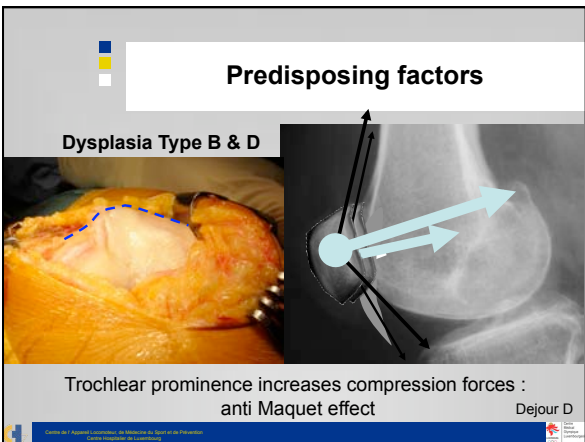 Predisposing factors
Dysplasia Type B & D
Trochlear prominence increases compression forces :
anti Maquet effect
Dejour D
Centre de l' Appareil Locomoteur, de Médecine du Sport et de Prévention
Centre Hospitalier de Luxembourg